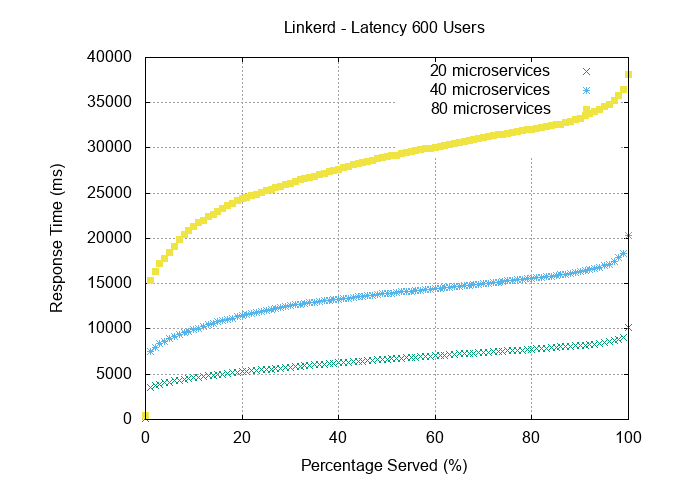 Linkerd - Latency 600 Users
20 microservices
40 microservices
80 microservices
40000
35000
30000
25000
20000
15000
10000
5000
0
Response Time (ms)
0 20 40 60 80 100
Percentage Served (%)